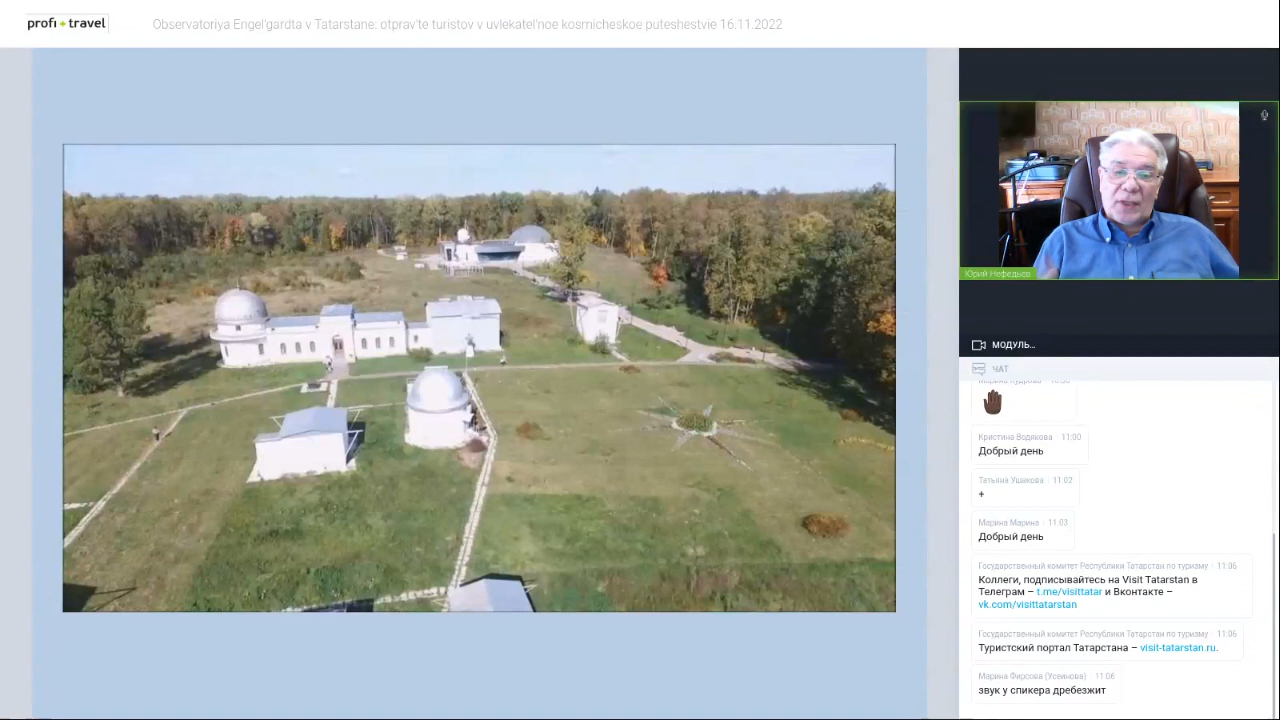 profi travel
Observatoriya Engel'gardta v Tatarstane: otprav'te turistov v uvlekatel'noe kosmicheskoe puteshestvie 16.11.2022
Юрий Нефедьев
МОДУЛЬ...
ЧАТ
Добрый день
Кристина Водякова 11:00
Татьяна Ушакова 11:02
+
Марина Марина 11:03
Добрый день
Государственный комитет Республики Татарстан по туризму 11:06
Коллеги, подписывайтесь на Visit Tatarstan в
Телеграм – t.me/visittatar и Вконтакте –
vk.com/visittatarstan
Государственный комитет Республики Татарстан по туризму 11:06
Туристский портал Татарстана – visit-tatarstan.ru.
Марина Фирсова (Усеинова) 11:06
звук у спикера дребезжит